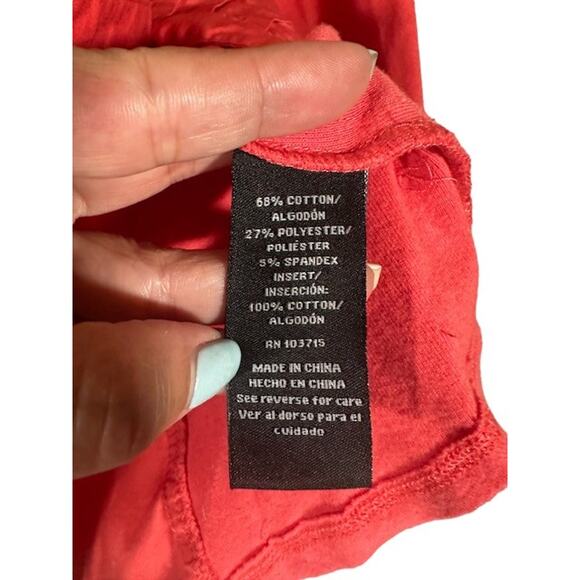 68% COTTON/
ALGODÓN
27% POLYESTER/
POLIÉSTER
5% SPANDEX
INSERT/
INSERCIÓN:
100% COTTON/
ALGODÓN
RN 103715
MADE IN CHINA
HECHO EN CHINA
See reverse for care
Ver al dorso para el
cuidado